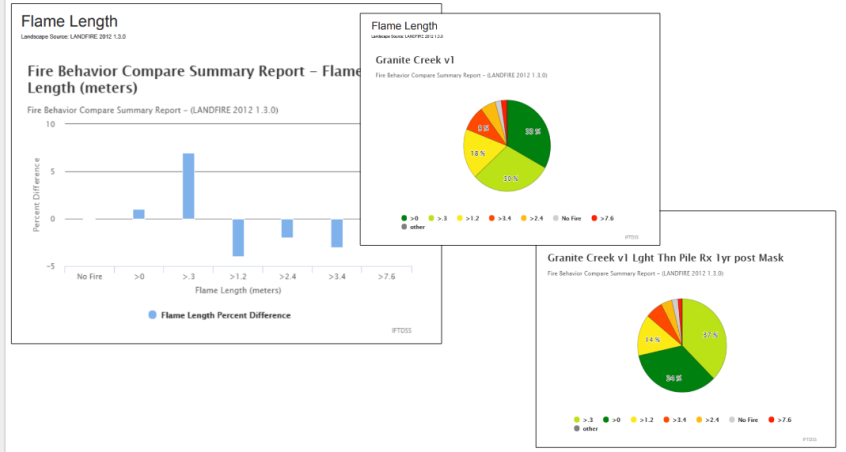 Flame Length
Landscape Source: LANDFIRE 2012 1.3.0
Fire Behavior Compare Summary Report – Flame
Length (meters)
Fire Behavior Compare Summary Report – (LANDFIRE 2012 1.3.0)
10
5
0
−5
Percent Difference
No Fire
>0
>.3
>1.2
>2.4
>3.4
>7.6
Flame Length (meters)
Flame Length Percent Difference
IFTDSS
Flame Length
Landscape Source: LANDFIRE 2012 1.3.0
Granite Creek v1
Fire Behavior Compare Summary Report – (LANDFIRE 2012 1.3.0)
18 %
>0
>.3
>1.2
>3.4
>2.4
No Fire
>7.6
other
IFTDSS
Granite Creek v1 Lght Thn Pile Rx 1yr post Mask
Fire Behavior Compare Summary Report – (LANDFIRE 2012 1.3.0)
37 %
14 %
>.3
>0
>1.2
>3.4
>2.4
No Fire
>7.6
other
IFTDSS